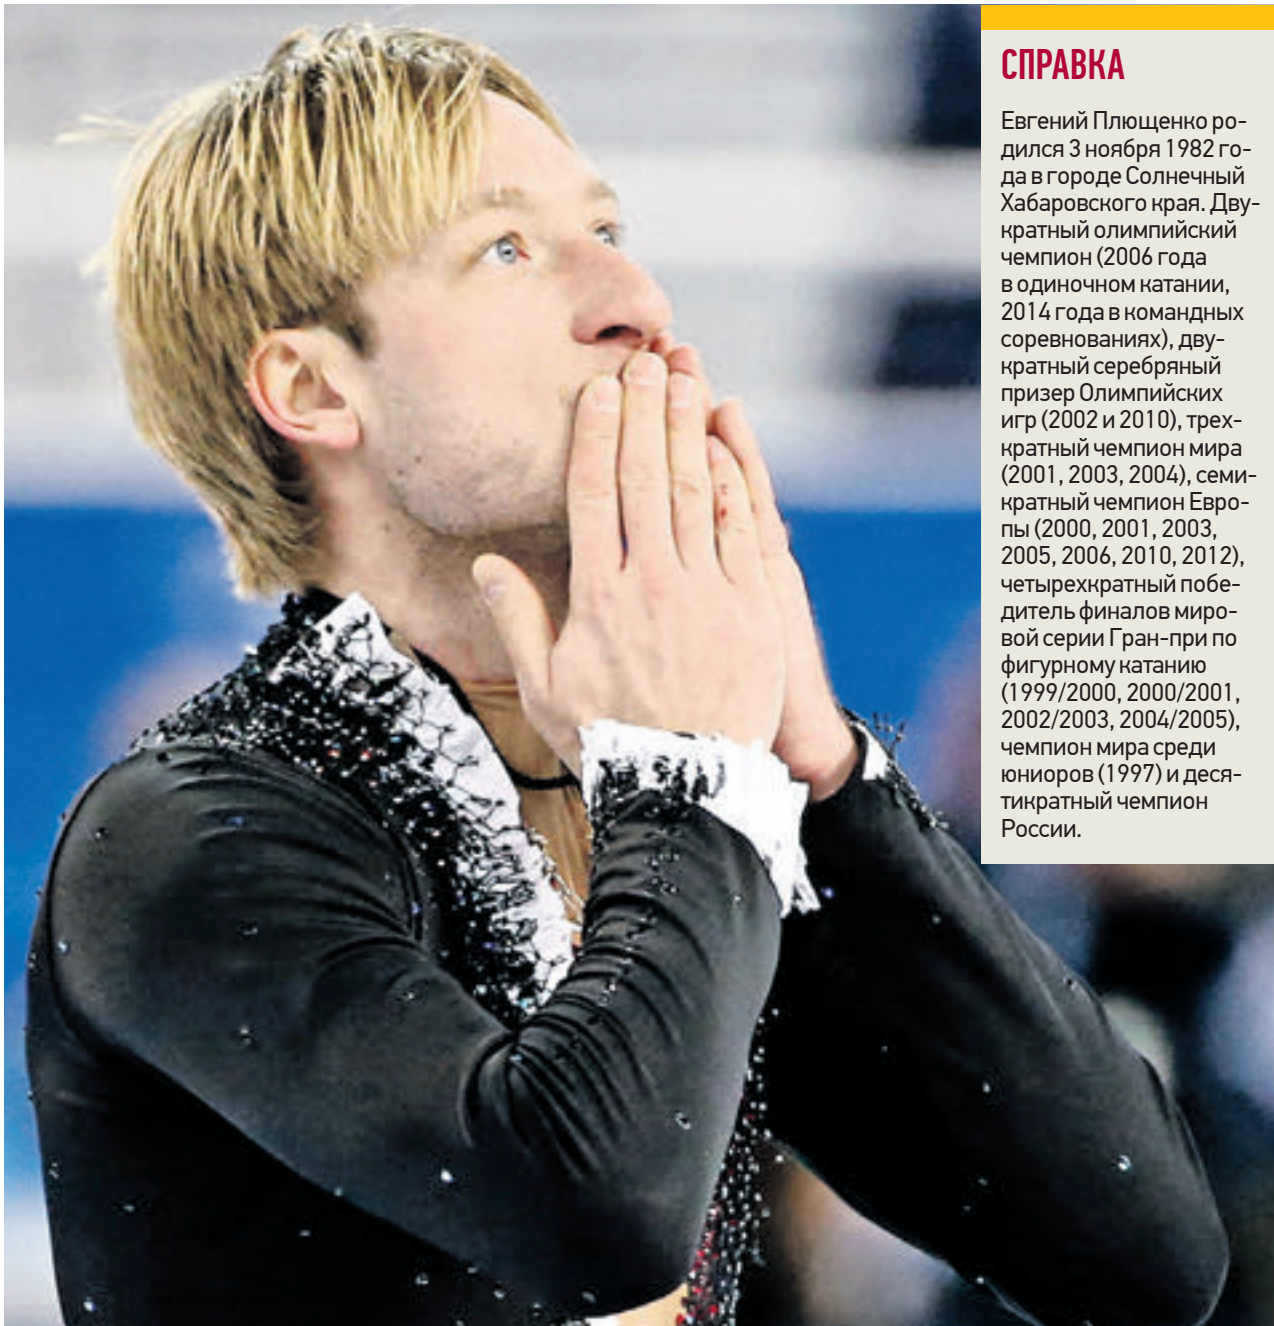 СПРАВКА
Евгений Плющенко ро-
дился 3 ноября 1982 го-
да в городе Солнечный
Хабаровского края. Дву-
кратный олимпийский
чемпион (2006 года
в одиночном катании,
2014 года в командных
соревнованиях), дву-
кратный серебряный
призер Олимпийских
игр (2002 и 2010), трех-
кратный чемпион мира
(2001, 2003, 2004), семи-
кратный чемпион Евро-
пы (2000, 2001, 2003,
2005, 2006, 2010, 2012),
четырехкратный побе-
дитель финалов миро-
вой серии Гран-при по
фигурному катанию
(1999/2000, 2000/2001,
2002/2003, 2004/2005),
чемпион мира среди
юниоров (1997) и деся-
тикратный чемпион
России.